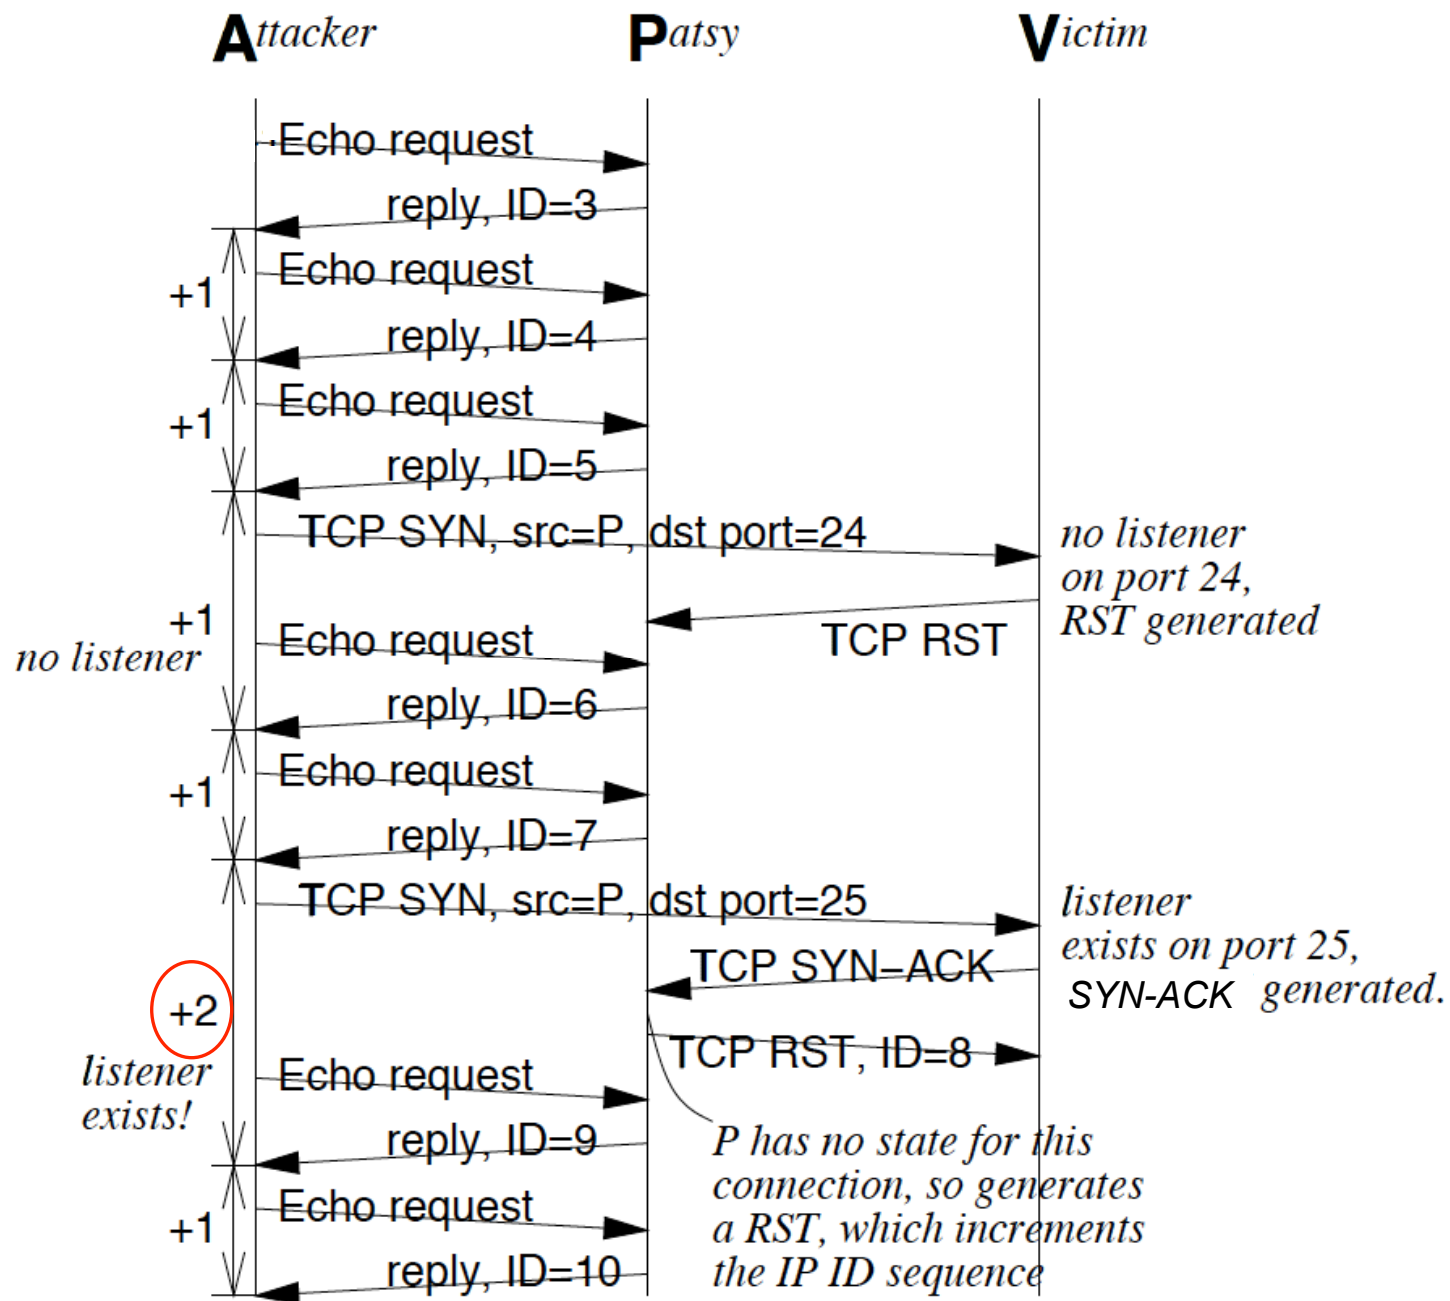 Attacker Patsy Victim
Echo request
reply, ID=3
+1
Echo request
reply, ID=4
+1
Echo request
reply, ID=5
TCP SYN, src=P, dst port=24
no listener
on port 24,
RST generated
+1
no listener
TCP RST
Echo request
reply, ID=6
+1
Echo request
reply, ID=7
TCP SYN, src=P, dst port=25
listener
exists on port 25,
SYN-ACK generated.
TCP SYN–ACK
+2
listener
exists!
TCP RST, ID=8
Echo request
reply, ID=9
P has no state for this
connection, so generates
a RST, which increments
the IP ID sequence
+1
Echo request
reply, ID=10